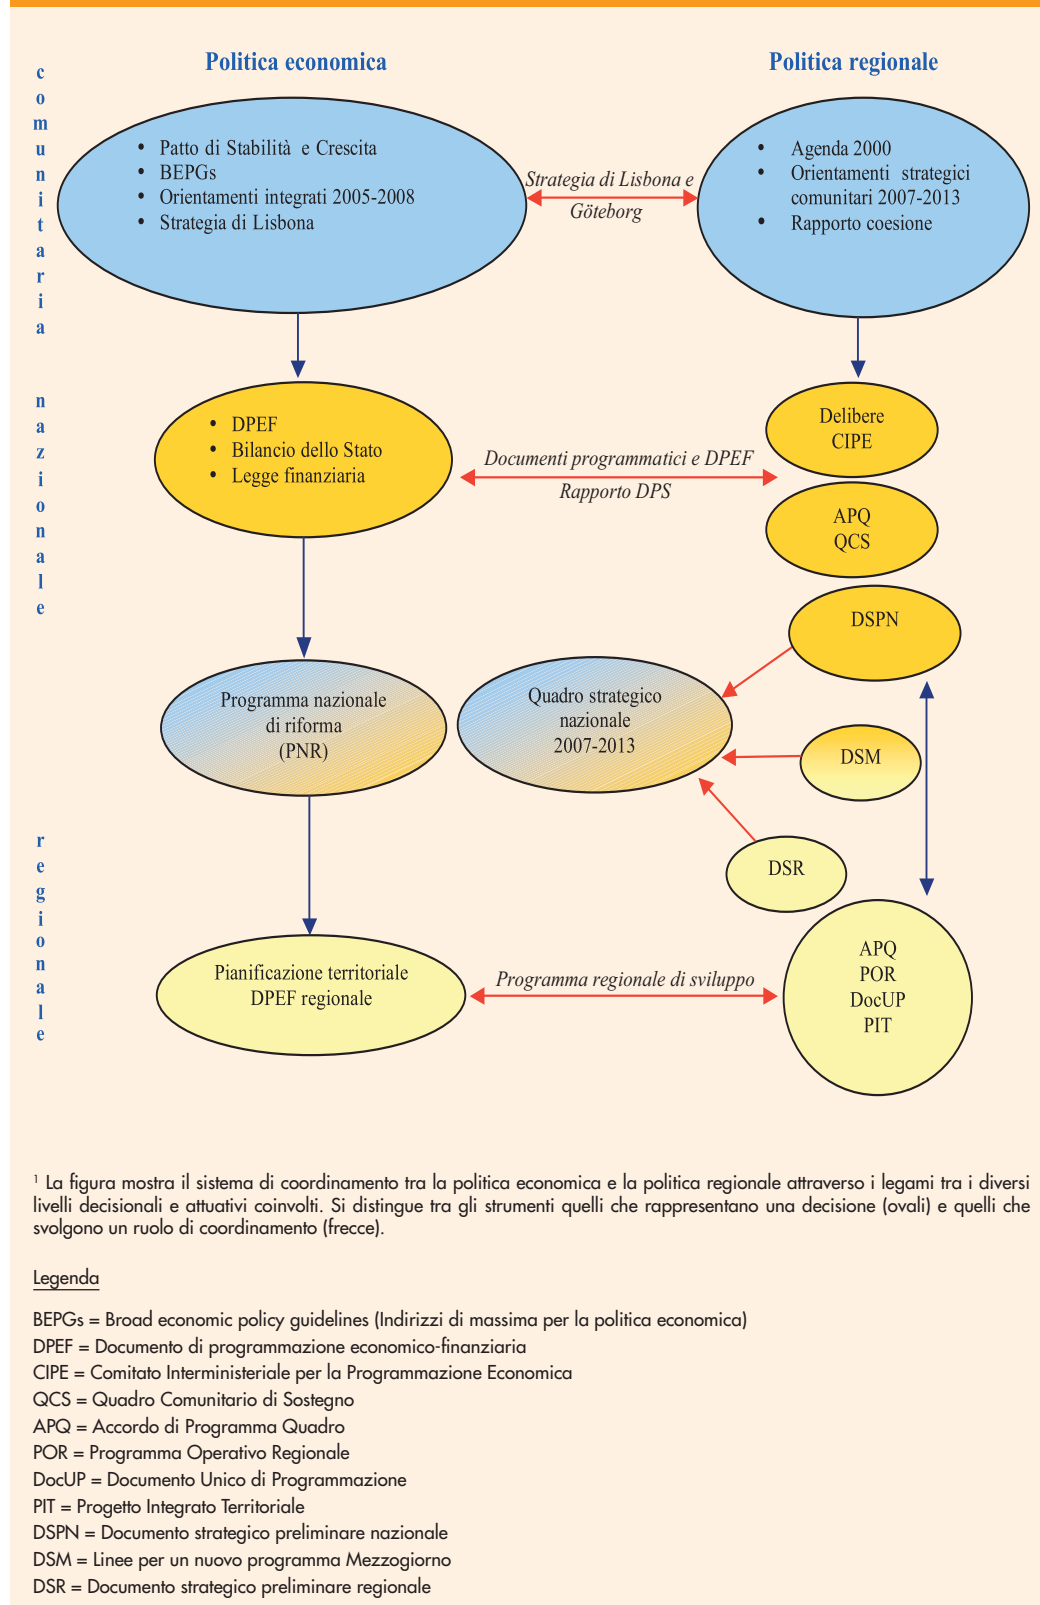 Politica economica
Politica regionale
comunitaria
• Patto di Stabilità e Crescita
• BEPGs
• Orientamenti integrati 2005-2008
• Strategia di Lisbona
Strategia di Lisbona e
Göteborg
• Agenda 2000
• Orientamenti strategici
comunitari 2007-2013
• Rapporto coesione
nazionale
• DPEF
• Bilancio dello Stato
• Legge finanziaria
Documenti programmatici e DPEF
Rapporto DPS
Delibere
CIPE
APQ
QCS
DSPN
Programma nazionale
di riforma
(PNR)
Quadro strategico
nazionale
2007-2013
DSM
regionale
DSR
Pianificazione territoriale
DPEF regionale
Programma regionale di sviluppo
APQ
POR
DocUP
PIT
1 La figura mostra il sistema di coordinamento tra la politica economica e la politica regionale attraverso i legami tra i diversi
livelli decisionali e attuativi coinvolti. Si distingue tra gli strumenti quelli che rappresentano una decisione (ovali) e quelli che
svolgono un ruolo di coordinamento (frecce).
Legenda
BEPGs = Broad economic policy guidelines (Indirizzi di massima per la politica economica)
DPEF = Documento di programmazione economico-finanziaria
CIPE = Comitato Interministeriale per la Programmazione Economica
QCS = Quadro Comunitario di Sostegno
APQ = Accordo di Programma Quadro
POR = Programma Operativo Regionale
DocUP = Documento Unico di Programmazione
PIT = Progetto Integrato Territoriale
DSPN = Documento strategico preliminare nazionale
DSM = Linee per un nuovo programma Mezzogiorno
DSR = Documento strategico preliminare regionale